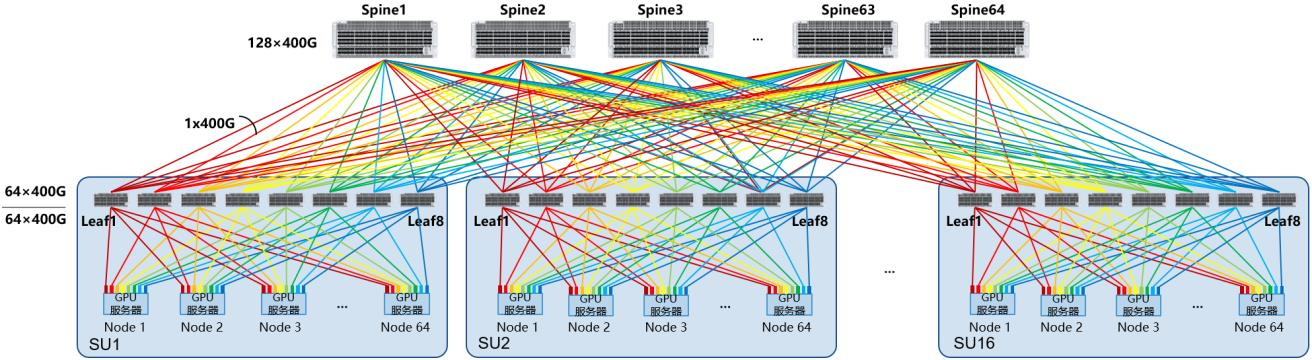 Spine1 Spine2 Spine3 Spine63 Spine64
128×400G ...
1x400G
64×400G
64×400G
Leaf1 Leaf8 Leaf1 Leaf8 Leaf1 Leaf8
...
GPU GPU GPU GPU GPU GPU GPU GPU GPU GPU GPU GPU
服务器 服务器 服务器 ... 服务器 服务器 服务器 服务器 ... 服务器 服务器 服务器 服务器 ... 服务器
Node 1 Node 2 Node 3 Node 64 Node 1 Node 2 Node 3 Node 64 Node 1 Node 2 Node 3 Node 64
SU1 SU2 SU16